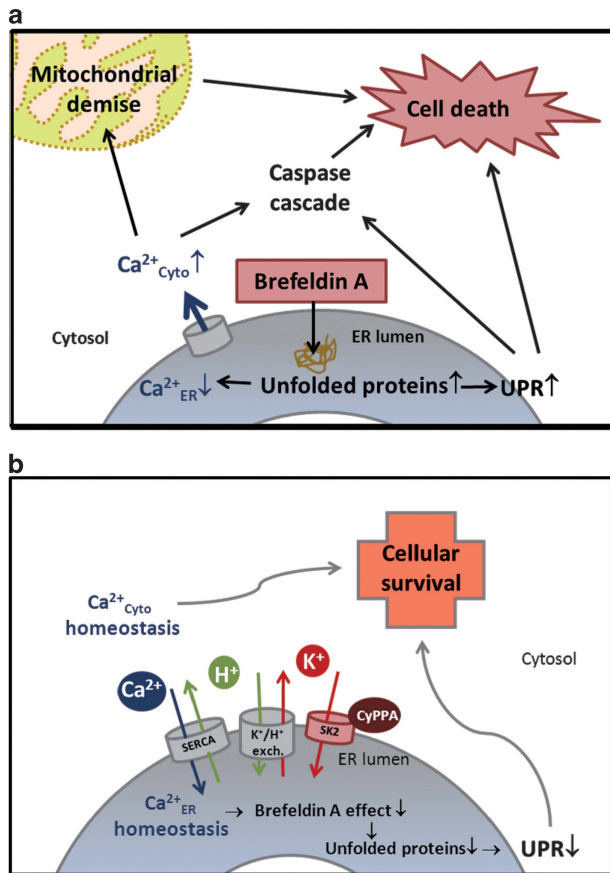 a
Mitochondrial
demise
Cell death
Caspase
cascade
Ca²⁺Cyto ↑
Brefeldin A
Cytosol
ER lumen
Ca²⁺ER ↓ ← Unfolded proteins ↑ → UPR ↑
b
Cellular
survival
Ca²⁺Cyto
homeostasis
Cytosol
Ca²⁺
H⁺
K⁺
CyPPA
SERCA
K⁺/H⁺
exch.
SK2
ER lumen
Ca²⁺ER
homeostasis
→ Brefeldin A effect ↓
↓
Unfolded proteins ↓ → UPR ↓